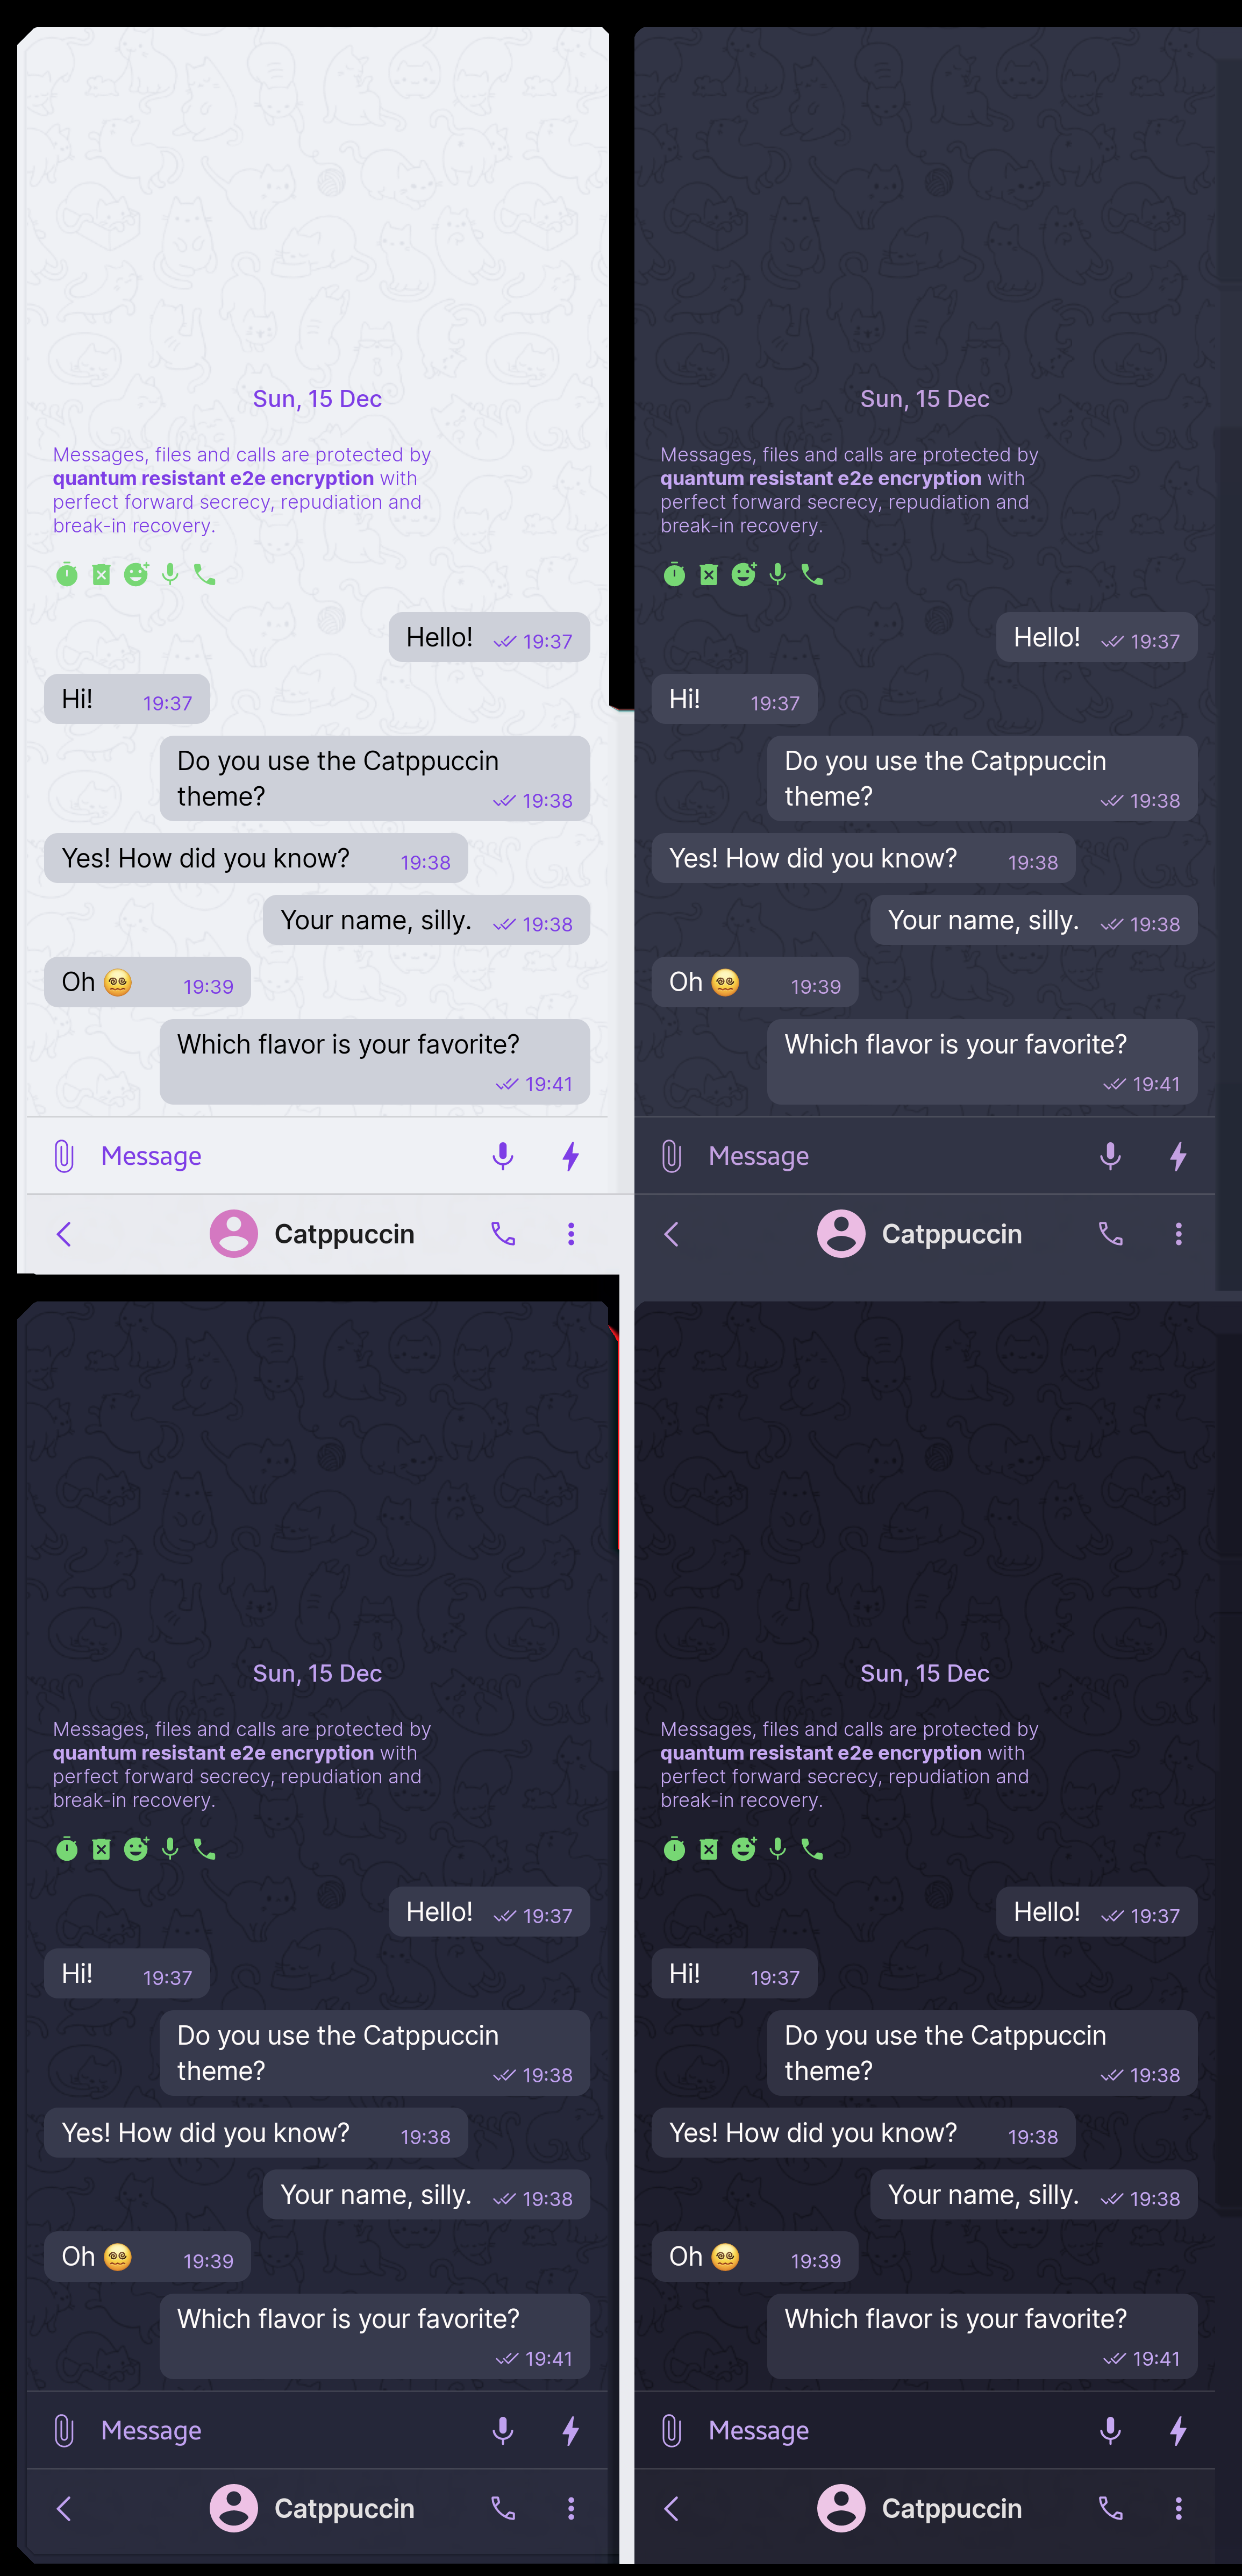 Sun, 15 Dec
Messages, files and calls are protected by
quantum resistant e2e encryption with
perfect forward secrecy, repudiation and
break-in recovery.
Hello! 19:37
Hi! 19:37
Do you use the Catppuccin
theme? 19:38
Yes! How did you know? 19:38
Your name, silly. 19:38
Oh 😵‍💫 19:39
Which flavor is your favorite?
19:41
Message
Catppuccin
Sun, 15 Dec
Messages, files and calls are protected by
quantum resistant e2e encryption with
perfect forward secrecy, repudiation and
break-in recovery.
Hello! 19:37
Hi! 19:37
Do you use the Catppuccin
theme? 19:38
Yes! How did you know? 19:38
Your name, silly. 19:38
Oh 😵‍💫 19:39
Which flavor is your favorite?
19:41
Message
Catppuccin
Sun, 15 Dec
Messages, files and calls are protected by
quantum resistant e2e encryption with
perfect forward secrecy, repudiation and
break-in recovery.
Hello! 19:37
Hi! 19:37
Do you use the Catppuccin
theme? 19:38
Yes! How did you know? 19:38
Your name, silly. 19:38
Oh 😵‍💫 19:39
Which flavor is your favorite?
19:41
Message
Catppuccin
Sun, 15 Dec
Messages, files and calls are protected by
quantum resistant e2e encryption with
perfect forward secrecy, repudiation and
break-in recovery.
Hello! 19:37
Hi! 19:37
Do you use the Catppuccin
theme? 19:38
Yes! How did you know? 19:38
Your name, silly. 19:38
Oh 😵‍💫 19:39
Which flavor is your favorite?
19:41
Message
Catppuccin